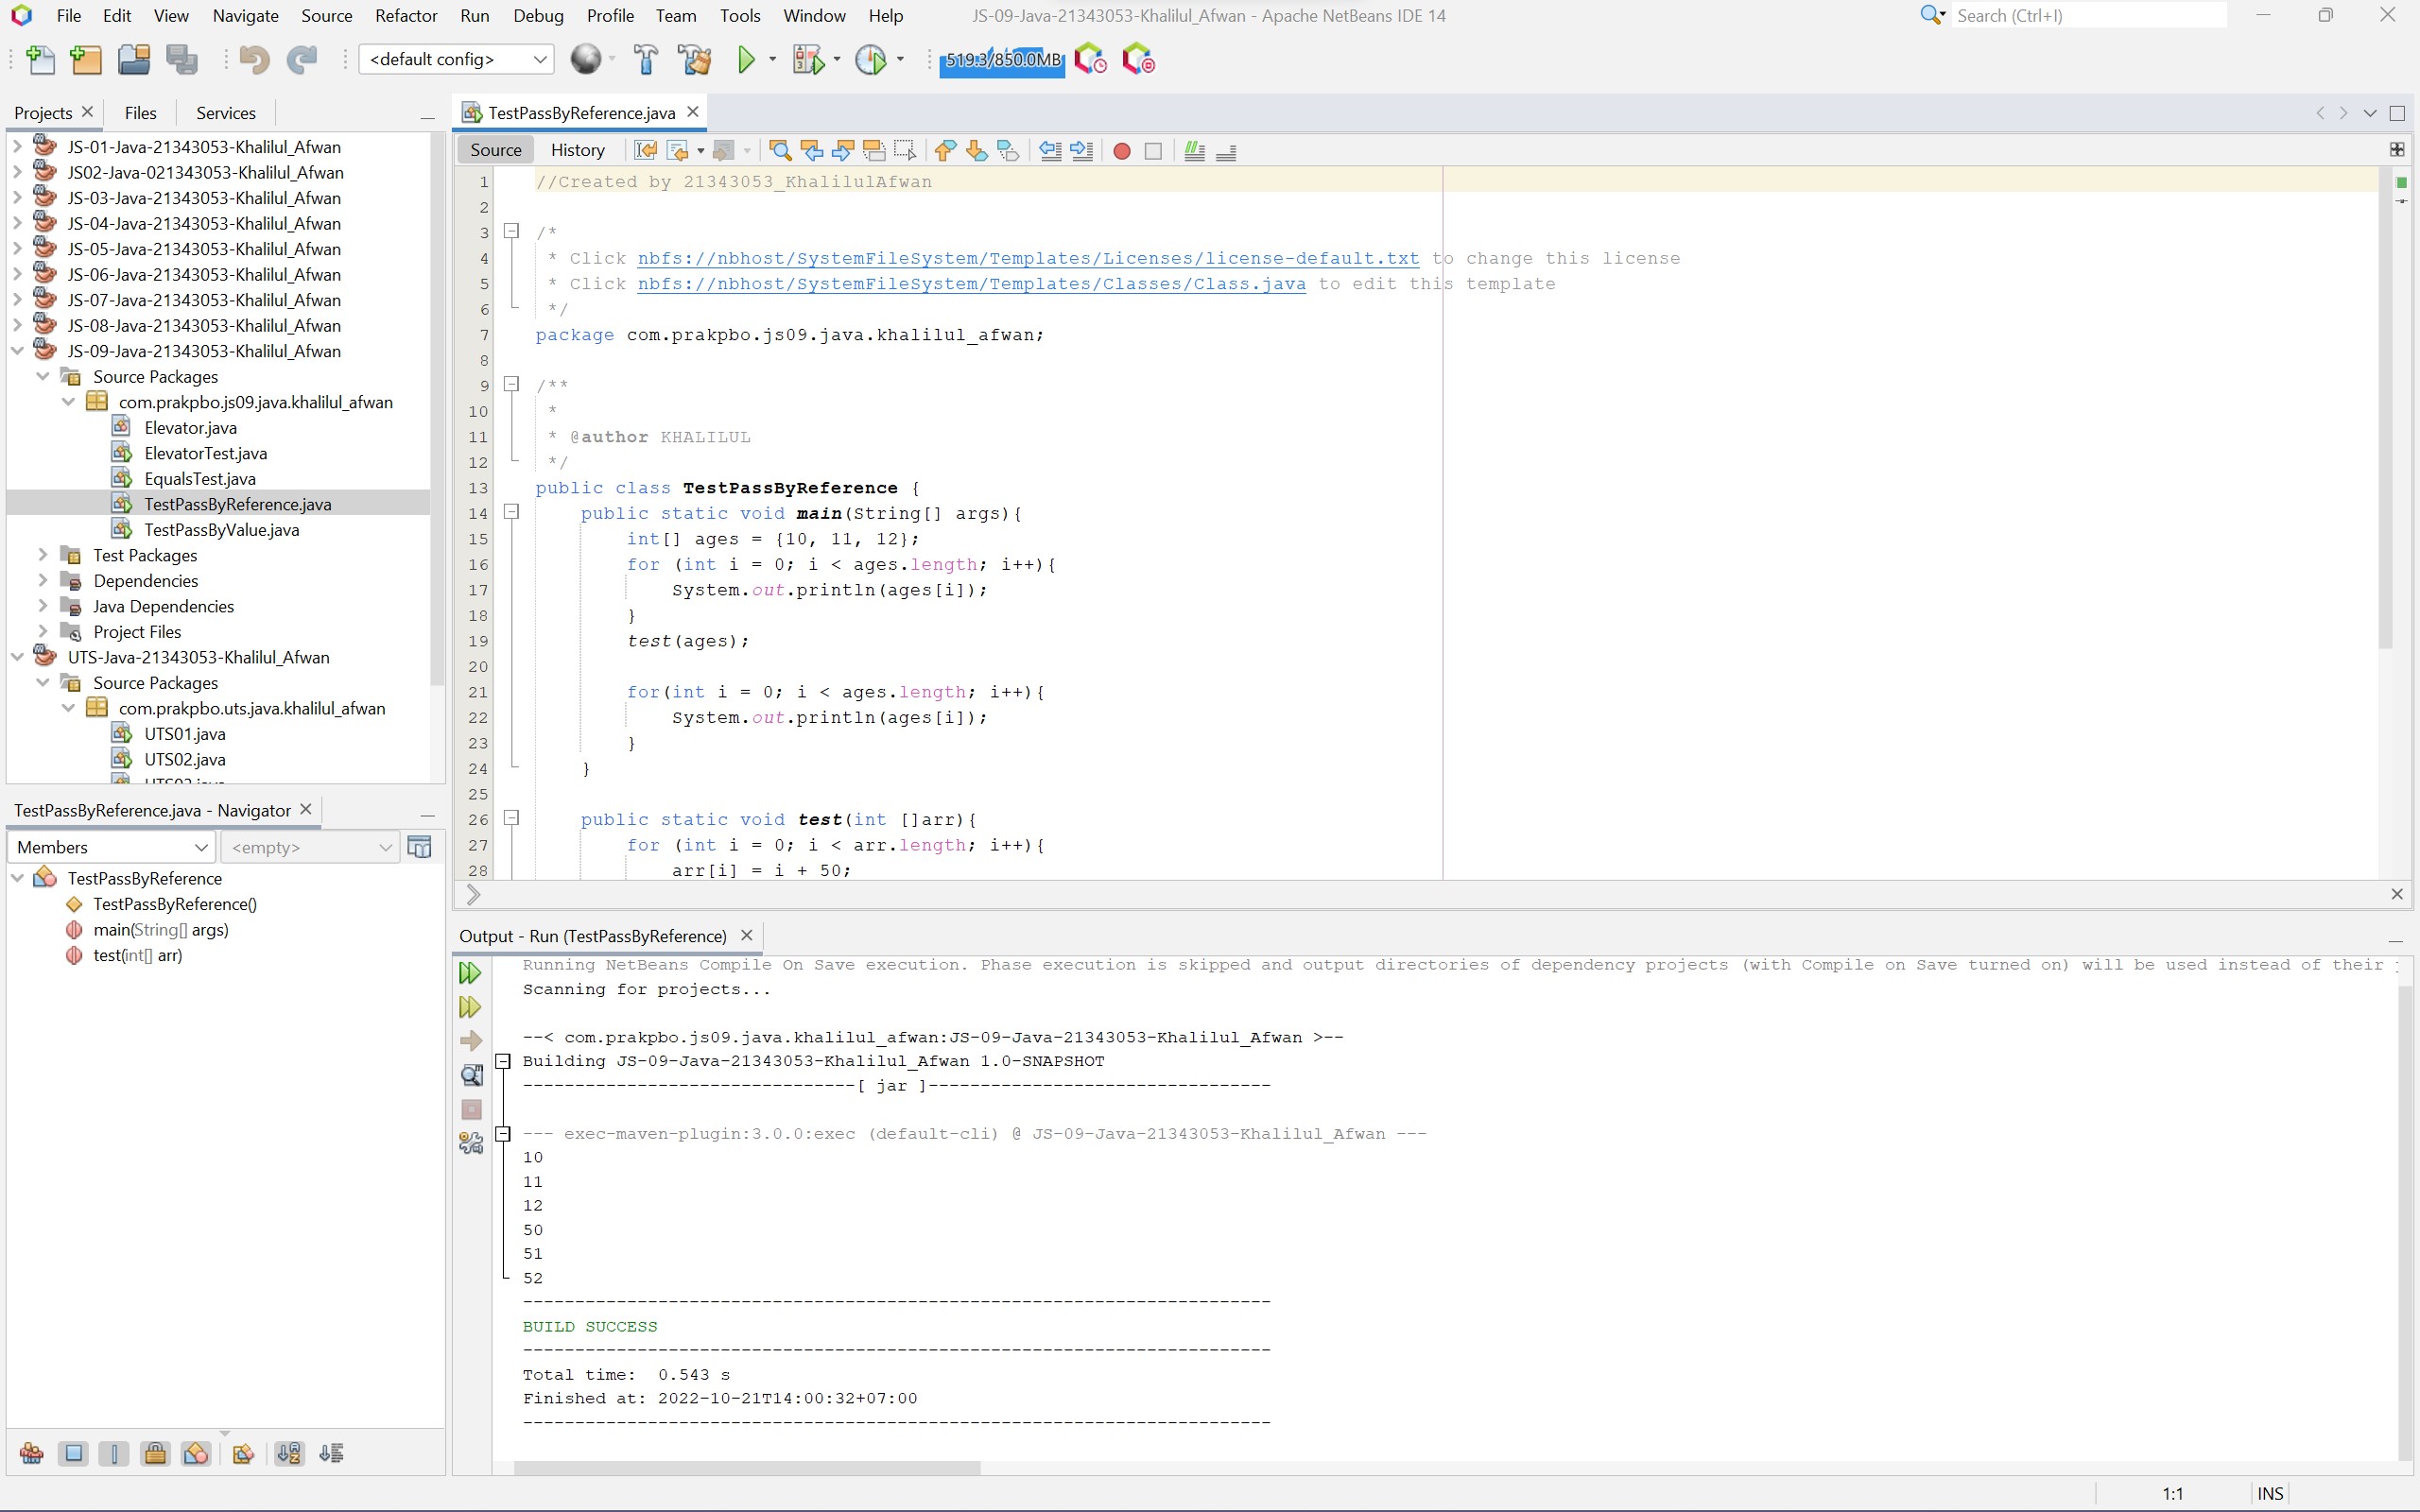 File Edit View Navigate Source Refactor Run Debug Profile Team Tools Window Help
JS-09-Java-21343053-Khalilul_Afwan - Apache NetBeans IDE 14
Search (Ctrl+I)
<default config>
519.3/850.0MB
Projects Files Services
JS-01-Java-21343053-Khalilul_Afwan
JS02-Java-021343053-Khalilul_Afwan
JS-03-Java-21343053-Khalilul_Afwan
JS-04-Java-21343053-Khalilul_Afwan
JS-05-Java-21343053-Khalilul_Afwan
JS-06-Java-21343053-Khalilul_Afwan
JS-07-Java-21343053-Khalilul_Afwan
JS-08-Java-21343053-Khalilul_Afwan
JS-09-Java-21343053-Khalilul_Afwan
Source Packages
com.prakpbo.js09.java.khalilul_afwan
Elevator.java
ElevatorTest.java
EqualsTest.java
TestPassByReference.java
TestPassByValue.java
Test Packages
Dependencies
Java Dependencies
Project Files
UTS-Java-21343053-Khalilul_Afwan
Source Packages
com.prakpbo.uts.java.khalilul_afwan
UTS01.java
UTS02.java
TestPassByReference.java - Navigator
Members <empty>
TestPassByReference
TestPassByReference()
main(String[] args)
test(int[] arr)
TestPassByReference.java
Source History
1 //Created by 21343053_KhalilulAfwan
2
3 /*
4 * Click nbfs://nbhost/SystemFileSystem/Templates/Licenses/license-default.txt to change this license
5 * Click nbfs://nbhost/SystemFileSystem/Templates/Classes/Class.java to edit this template
6 */
7 package com.prakpbo.js09.java.khalilul_afwan;
8
9 /**
10 *
11 * @author KHALILUL
12 */
13 public class TestPassByReference {
14 public static void main(String[] args){
15 int[] ages = {10, 11, 12};
16 for (int i = 0; i < ages.length; i++){
17 System.out.println(ages[i]);
18 }
19 test(ages);
20
21 for(int i = 0; i < ages.length; i++){
22 System.out.println(ages[i]);
23 }
24 }
25
26 public static void test(int []arr){
27 for (int i = 0; i < arr.length; i++){
28 arr[i] = i + 50;
Output - Run (TestPassByReference)
Running NetBeans Compile On Save execution. Phase execution is skipped and output directories of dependency projects (with Compile on Save turned on) will be used instead of their
Scanning for projects...
--< com.prakpbo.js09.java.khalilul_afwan:JS-09-Java-21343053-Khalilul_Afwan >--
Building JS-09-Java-21343053-Khalilul_Afwan 1.0-SNAPSHOT
--------------------------------[ jar ]---------------------------------
--- exec-maven-plugin:3.0.0:exec (default-cli) @ JS-09-Java-21343053-Khalilul_Afwan ---
10
11
12
50
51
52
------------------------------------------------------------------------
BUILD SUCCESS
------------------------------------------------------------------------
Total time: 0.543 s
Finished at: 2022-10-21T14:00:32+07:00
------------------------------------------------------------------------
1:1 INS